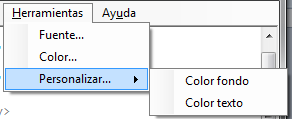 Herramientas Ayuda
Fuente...
Color...
Personalizar...
Color fondo
Color texto